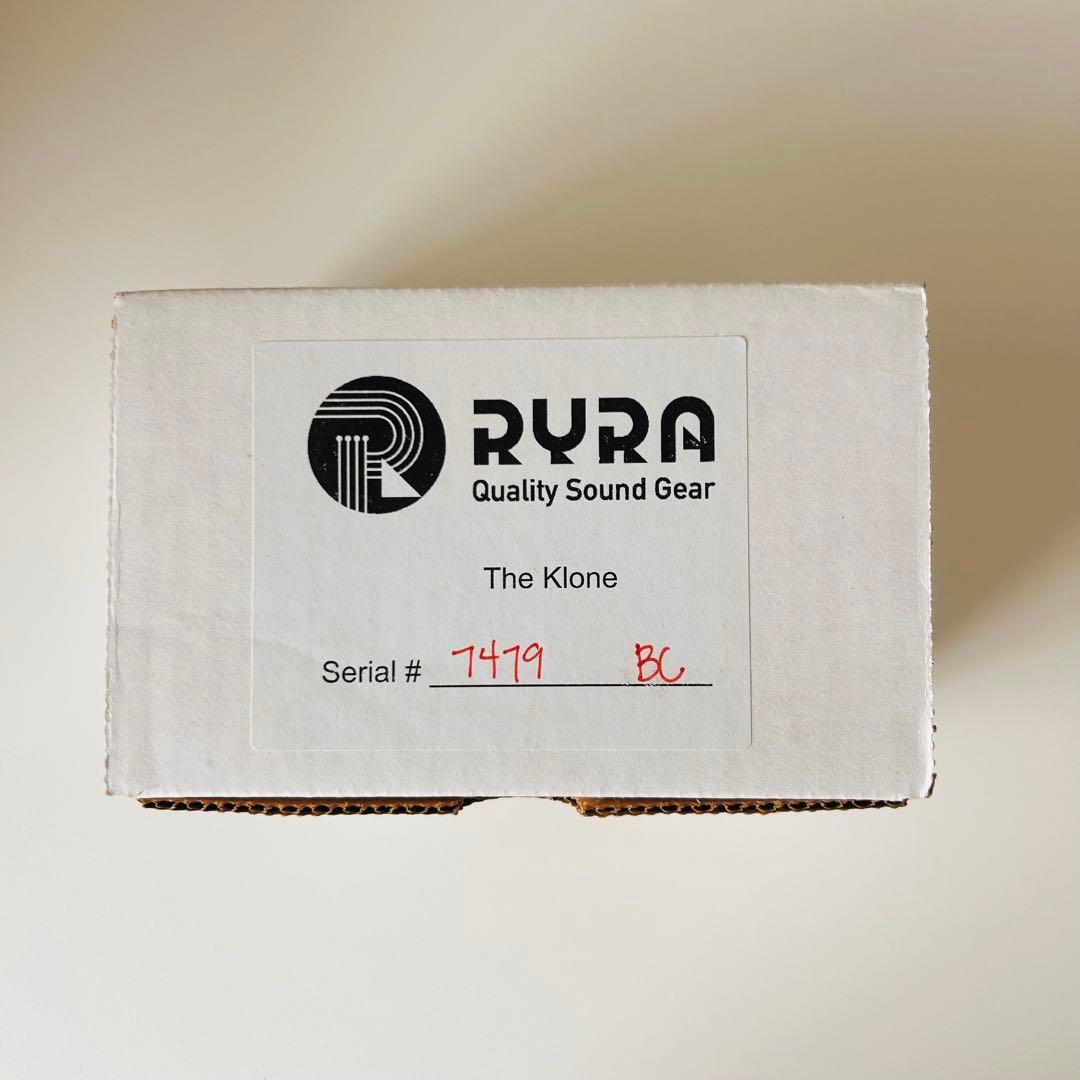 RYRA
Quality Sound Gear
The Klone
Serial # 7479 BC